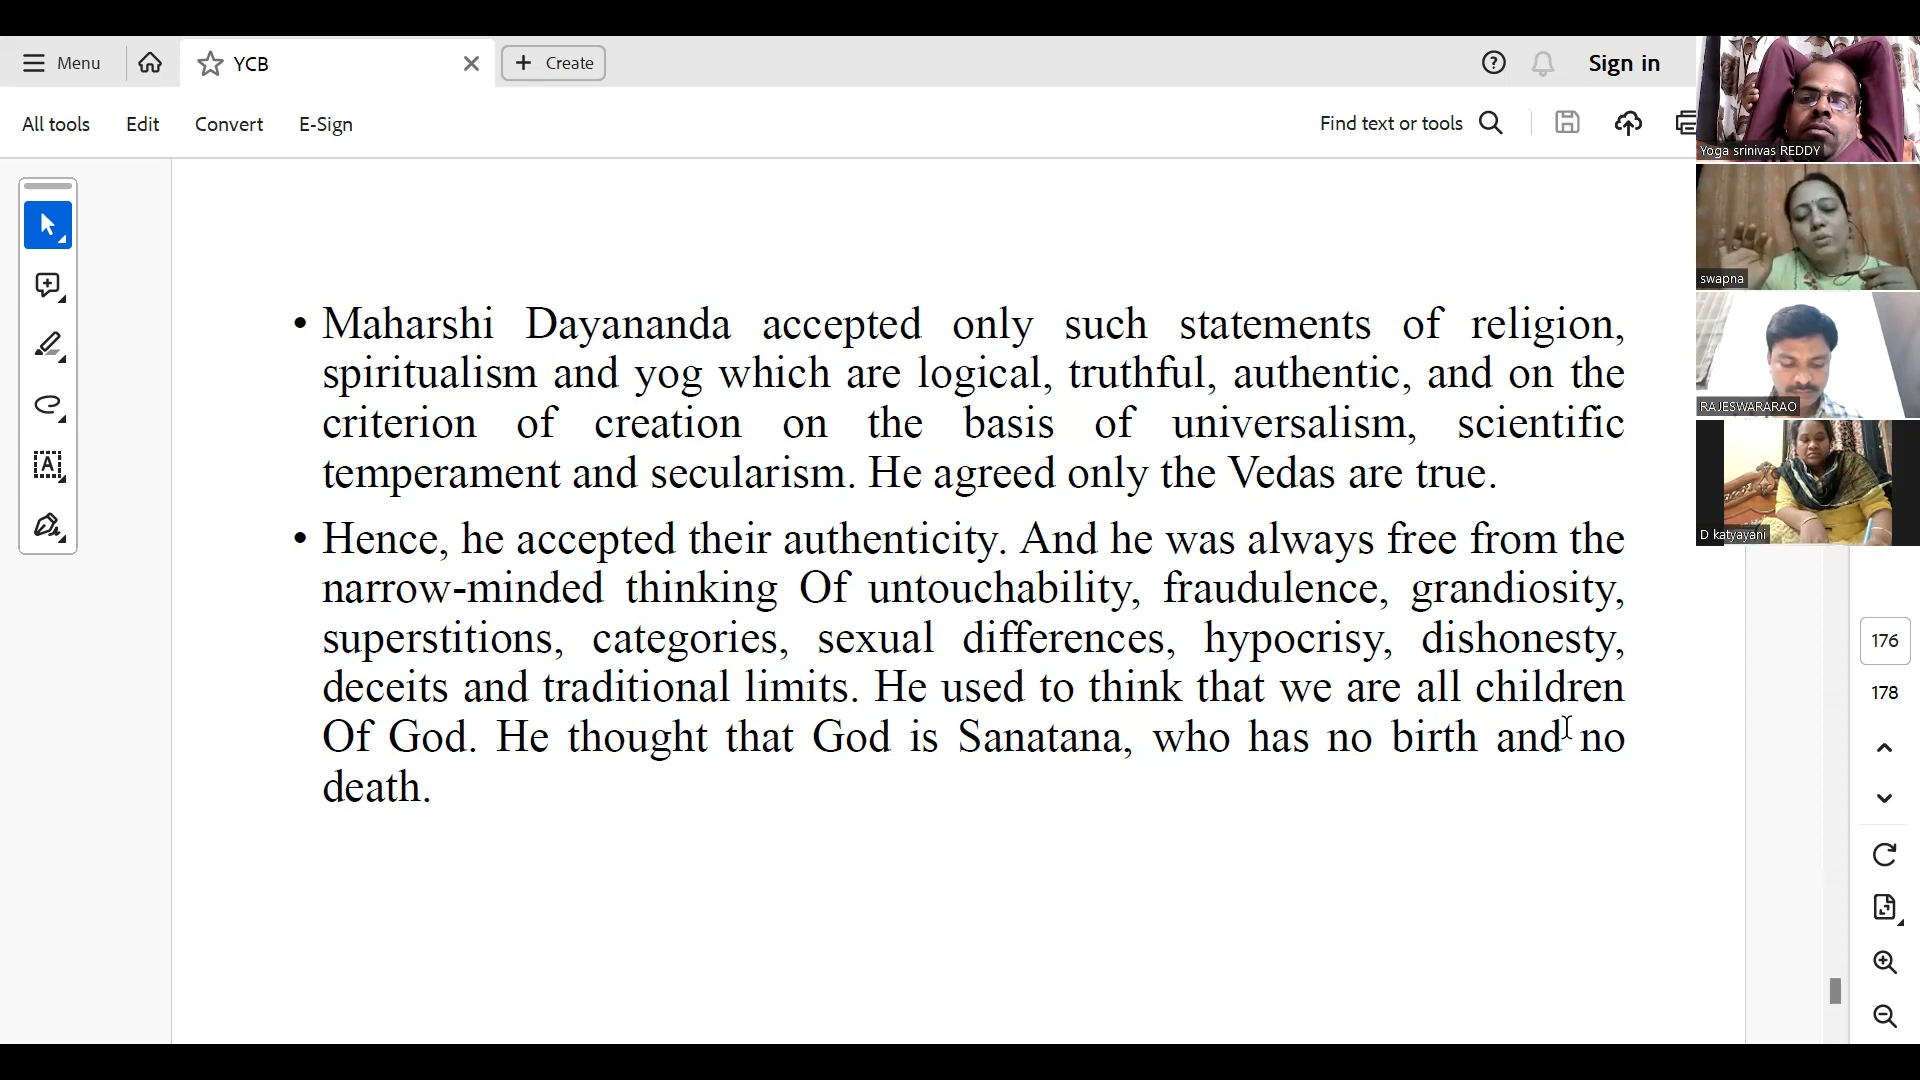 Menu
YCB
Create
Sign in
All tools
Edit
Convert
E-Sign
Find text or tools
Yoga srinivas REDDY
swapna
RAJESWARARAO
D katyayani
• Maharshi Dayananda accepted only such statements of religion,
spiritualism and yog which are logical, truthful, authentic, and on the
criterion of creation on the basis of universalism, scientific
temperament and secularism. He agreed only the Vedas are true.
• Hence, he accepted their authenticity. And he was always free from the
narrow-minded thinking Of untouchability, fraudulence, grandiosity,
superstitions, categories, sexual differences, hypocrisy, dishonesty,
deceits and traditional limits. He used to think that we are all children
Of God. He thought that God is Sanatana, who has no birth and no
death.
176
178